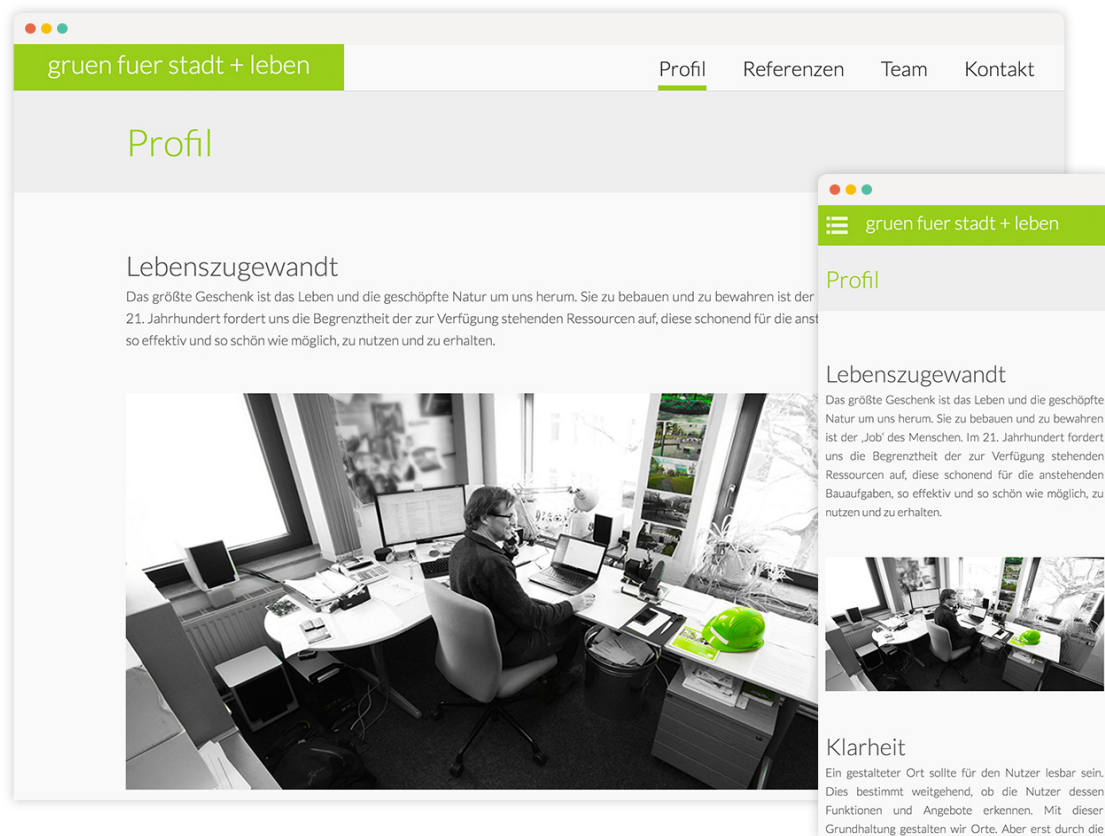 gruen fuer stadt + leben
Profil Referenzen Team Kontakt
Profil
Lebenszugewandt
Das größte Geschenk ist das Leben und die geschöpfte Natur um uns herum. Sie zu bebauen und zu bewahren ist der
21. Jahrhundert fordert uns die Begrenztheit der zur Verfügung stehenden Ressourcen auf, diese schonend für die anst
so effektiv und so schön wie möglich, zu nutzen und zu erhalten.
gruen fuer stadt + leben
Profil
Lebenszugewandt
Das größte Geschenk ist das Leben und die geschöpfte
Natur um uns herum. Sie zu bebauen und zu bewahren
ist der ‚Job‘ des Menschen. Im 21. Jahrhundert fordert
uns die Begrenztheit der zur Verfügung stehenden
Ressourcen auf, diese schonend für die anstehenden
Bauaufgaben, so effektiv und so schön wie möglich, zu
nutzen und zu erhalten.
Klarheit
Ein gestalteter Ort sollte für den Nutzer lesbar sein.
Dies bestimmt weitgehend, ob die Nutzer dessen
Funktionen und Angebote erkennen. Mit dieser
Grundhaltung gestalten wir Orte. Aber erst durch die